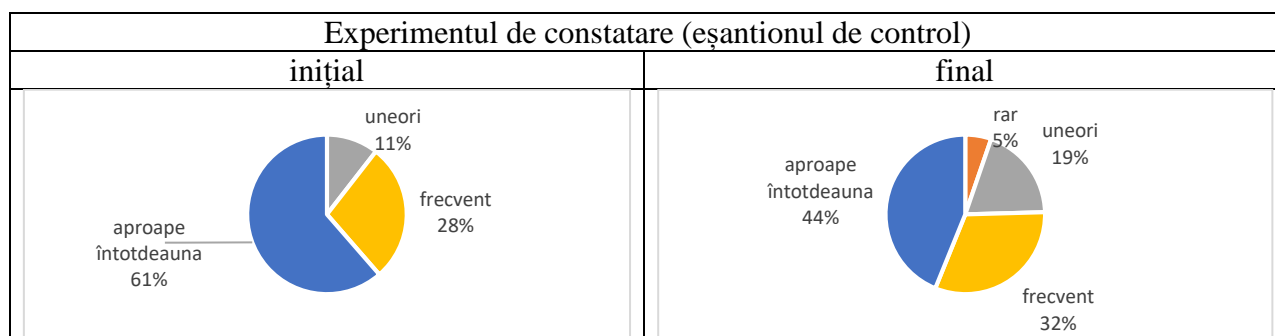 Experimentul de constatare (eșantionul de control)
inițial
final
uneori
11%
frecvent
28%
aproape
întotdeauna
61%
rar
5%
uneori
19%
aproape
întotdeauna
44%
frecvent
32%